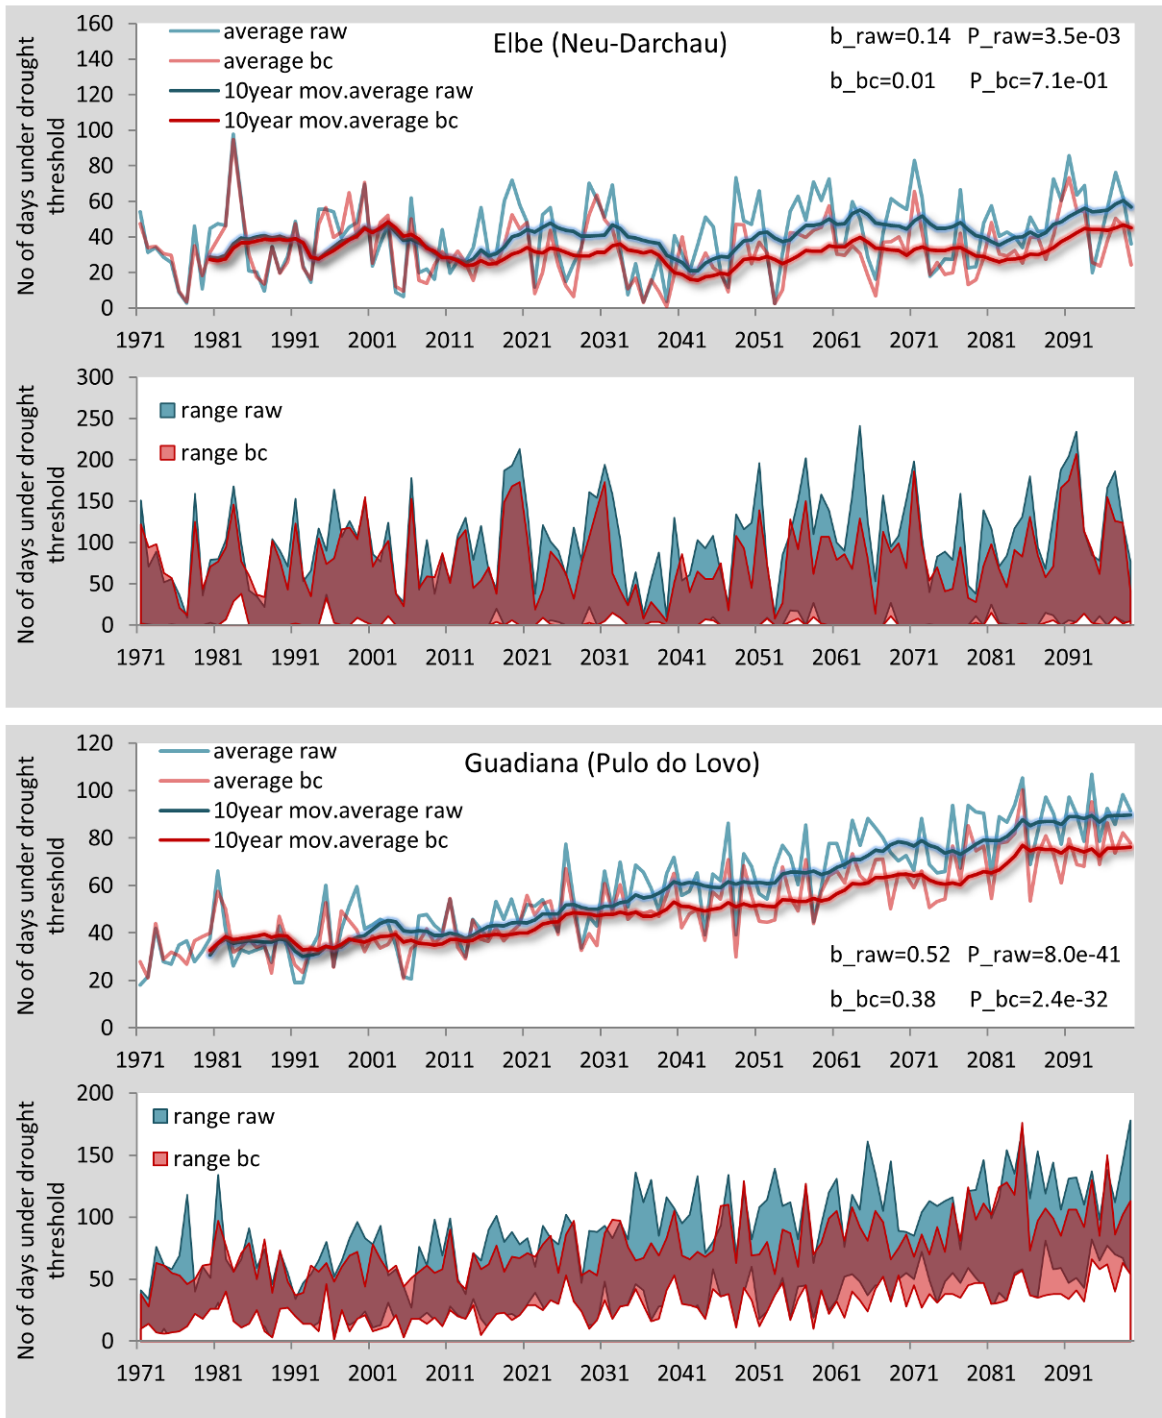 No of days under drought
threshold
160
140
120
100
80
60
40
20
0
average raw
average bc
10year mov.average raw
10year mov.average bc
Elbe (Neu-Darchau)
b_raw=0.14 P_raw=3.5e-03
b_bc=0.01 P_bc=7.1e-01
1971 1981 1991 2001 2011 2021 2031 2041 2051 2061 2071 2081 2091
No of days under drought
threshold
300
250
200
150
100
50
0
range raw
range bc
1971 1981 1991 2001 2011 2021 2031 2041 2051 2061 2071 2081 2091
No of days under drought
threshold
120
100
80
60
40
20
0
average raw
average bc
10year mov.average raw
10year mov.average bc
Guadiana (Pulo do Lovo)
b_raw=0.52 P_raw=8.0e-41
b_bc=0.38 P_bc=2.4e-32
1971 1981 1991 2001 2011 2021 2031 2041 2051 2061 2071 2081 2091
No of days under drought
threshold
200
150
100
50
0
range raw
range bc
1971 1981 1991 2001 2011 2021 2031 2041 2051 2061 2071 2081 2091